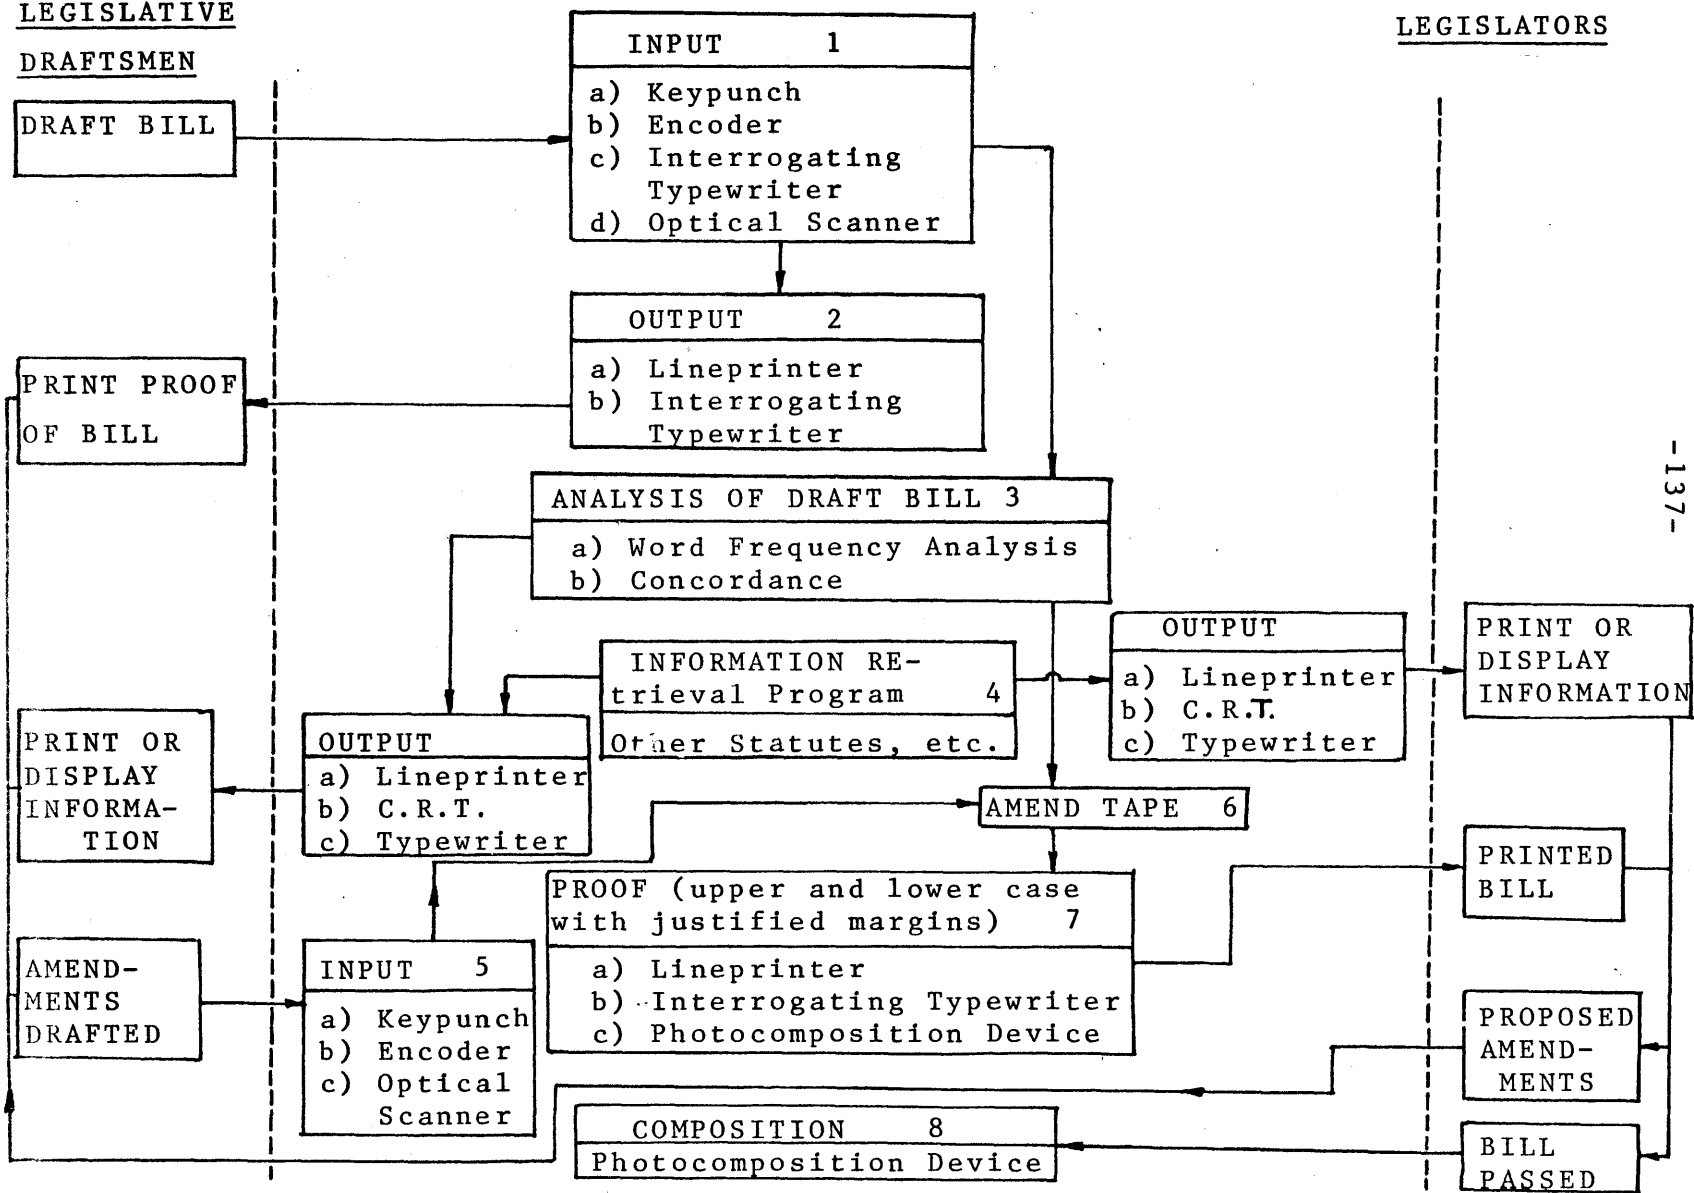 LEGISLATIVE
DRAFTSMEN
LEGISLATORS
DRAFT BILL
INPUT 1
a) Keypunch
b) Encoder
c) Interrogating
Typewriter
d) Optical Scanner
OUTPUT 2
a) Lineprinter
b) Interrogating
Typewriter
PRINT PROOF
OF BILL
ANALYSIS OF DRAFT BILL 3
a) Word Frequency Analysis
b) Concordance
-137-
INFORMATION RE-
trieval Program 4
Other Statutes, etc.
OUTPUT
a) Lineprinter
b) C.R.T.
c) Typewriter
PRINT OR
DISPLAY
INFORMATION
PRINT OR
DISPLAY
INFORMA-
TION
OUTPUT
a) Lineprinter
b) C.R.T.
c) Typewriter
AMEND TAPE 6
PROOF (upper and lower case
with justified margins) 7
a) Lineprinter
b) Interrogating Typewriter
c) Photocomposition Device
PRINTED
BILL
AMEND-
MENTS
DRAFTED
INPUT 5
a) Keypunch
b) Encoder
c) Optical
Scanner
PROPOSED
AMEND-
MENTS
COMPOSITION 8
Photocomposition Device
BILL
PASSED